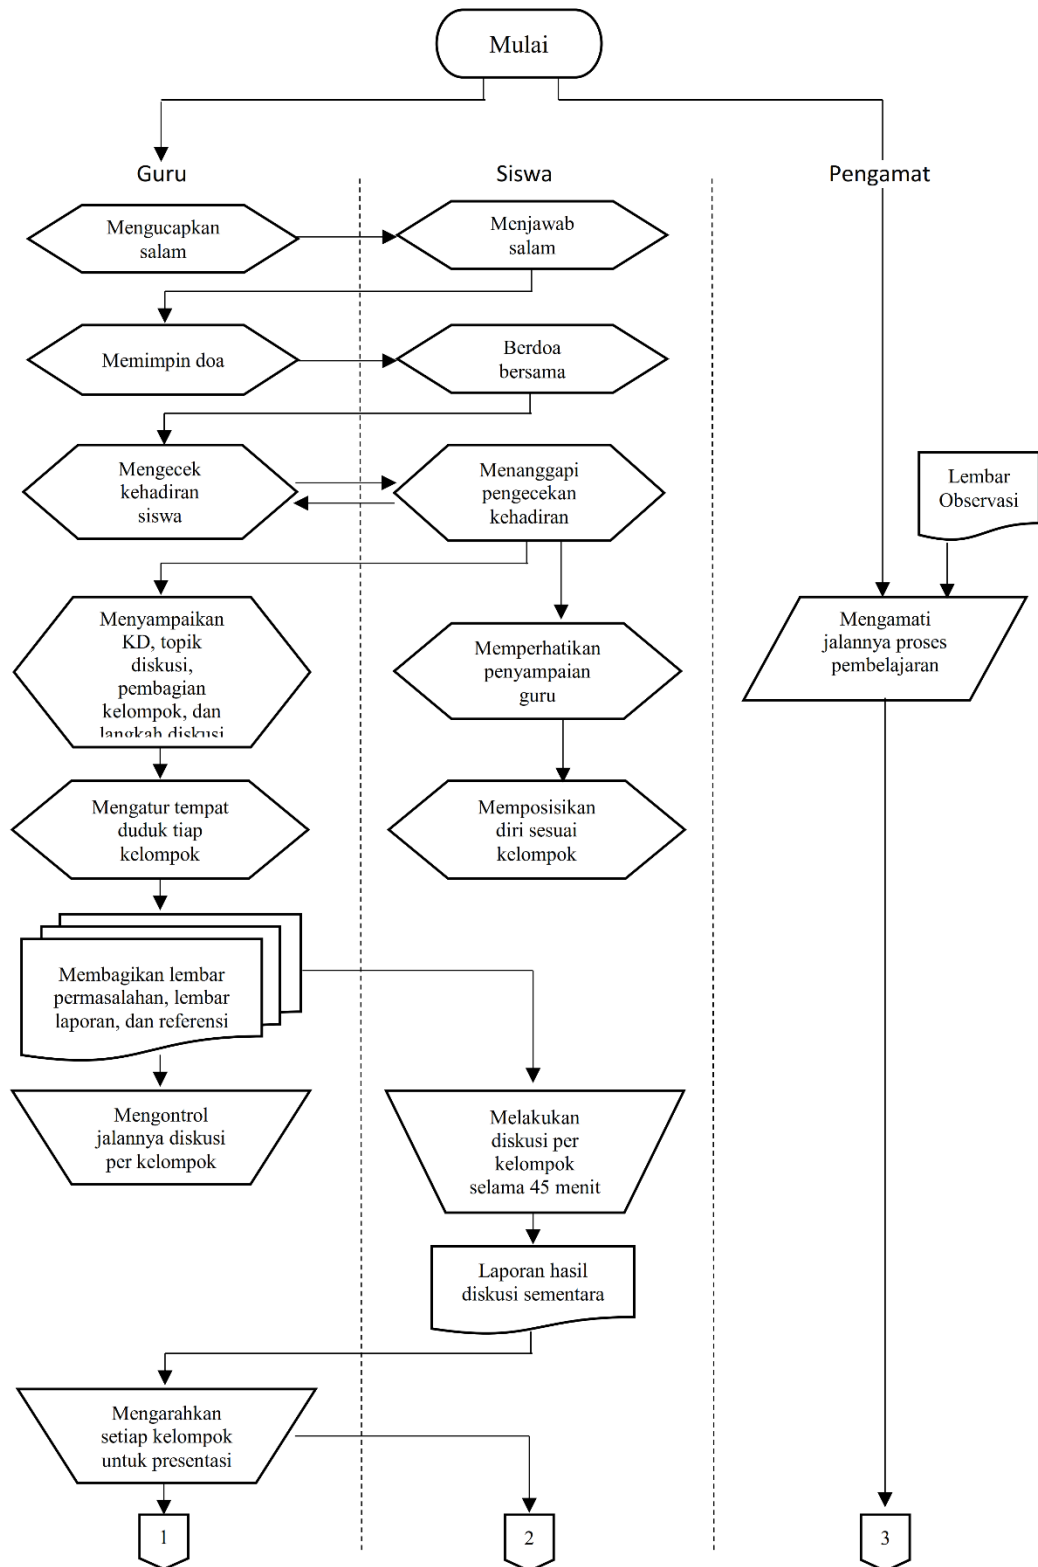 Mulai
Guru
Siswa
Pengamat
Mengucapkan
salam
Menjawab
salam
Memimpin doa
Berdoa
bersama
Mengecek
kehadiran
siswa
Menanggapi
pengecekan
kehadiran
Lembar
Observasi
Menyampaikan
KD, topik
diskusi,
pembagian
kelompok, dan
langkah diskusi
Memperhatikan
penyampaian
guru
Mengamati
jalannya proses
pembelajaran
Mengatur tempat
duduk tiap
kelompok
Memposisikan
diri sesuai
kelompok
Membagikan lembar
permasalahan, lembar
laporan, dan referensi
Mengontrol
jalannya diskusi
per kelompok
Melakukan
diskusi per
kelompok
selama 45 menit
Laporan hasil
diskusi sementara
Mengarahkan
setiap kelompok
untuk presentasi
1
2
3